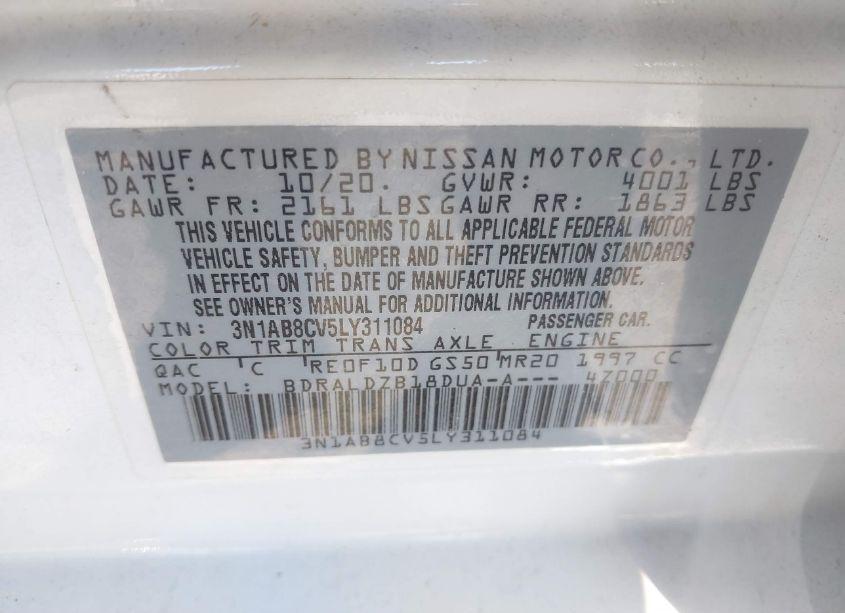 MANUFACTURED BY NISSAN MOTOR CO., LTD.
DATE: 10/20. GVWR: 4001 LBS
GAWR FR: 2161 LBS GAWR RR: 1863 LBS
THIS VEHICLE CONFORMS TO ALL APPLICABLE FEDERAL MOTOR
VEHICLE SAFETY, BUMPER AND THEFT PREVENTION STANDARDS
IN EFFECT ON THE DATE OF MANUFACTURE SHOWN ABOVE.
SEE OWNER'S MANUAL FOR ADDITIONAL INFORMATION.
VIN: 3N1AB8CV5LY311084 PASSENGER CAR.
COLOR TRIM TRANS AXLE ENGINE
QAC C RE0F10D GS50 MR20 1997 CC
MODEL: BDRALDZB18DUA-A--- 47000
3N1AB8CV5LY311084